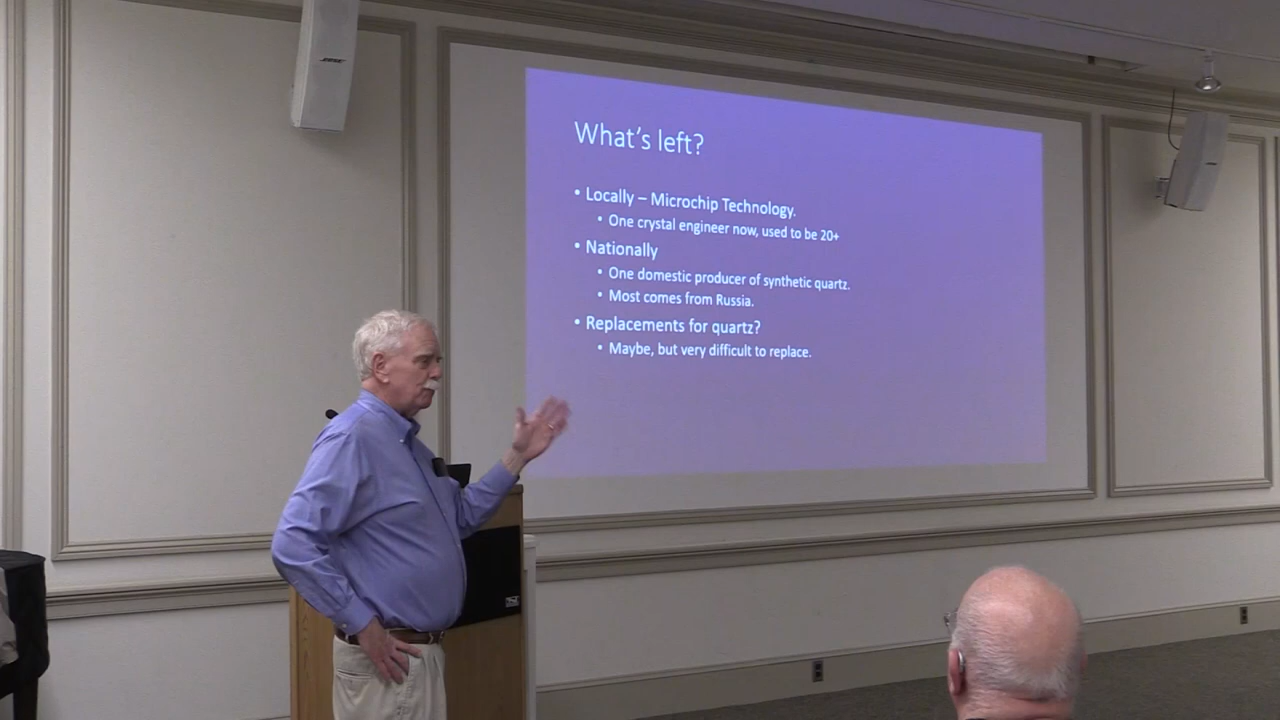 BOSE
What's left?
• Locally – Microchip Technology.
• One crystal engineer now, used to be 20+
• Nationally
• One domestic producer of synthetic quartz.
• Most comes from Russia.
• Replacements for quartz?
• Maybe, but very difficult to replace.